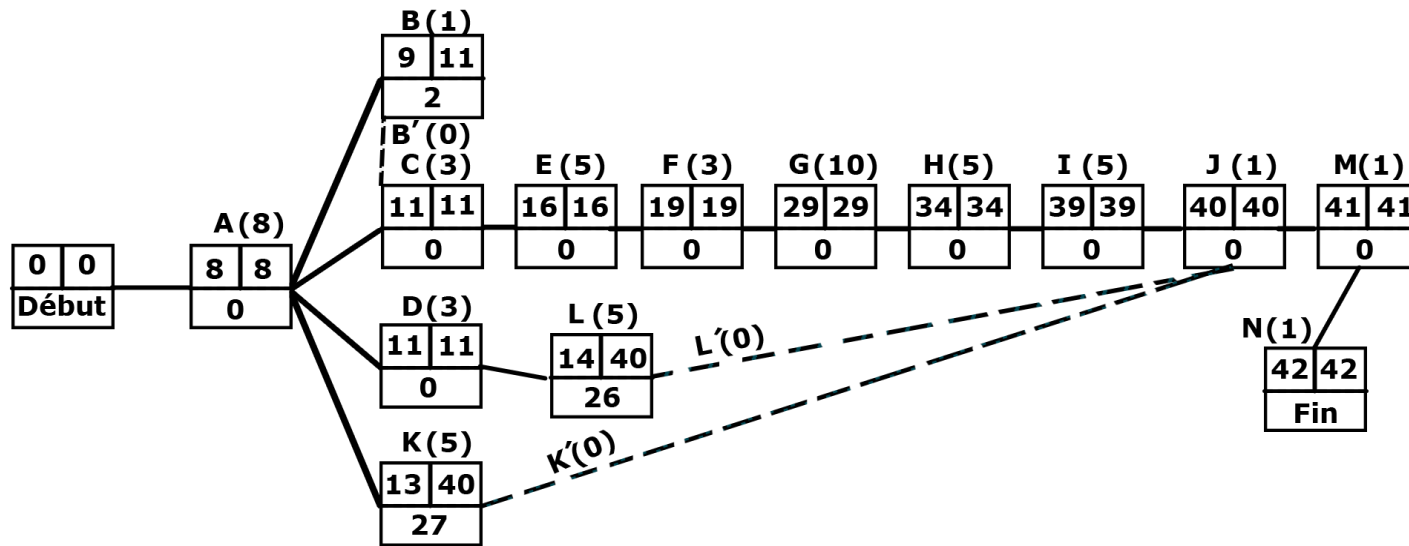 B(1)
9 11
2
B′(0)
C(3)
11 11
0
E(5)
16 16
0
F(3)
19 19
0
G(10)
29 29
0
H(5)
34 34
0
I(5)
39 39
0
J(1)
40 40
0
M(1)
41 41
0
0 0
Début
A(8)
8 8
0
D(3)
11 11
0
L(5)
14 40
26
L′(0)
N(1)
42 42
Fin
K(5)
13 40
27
K′(0)